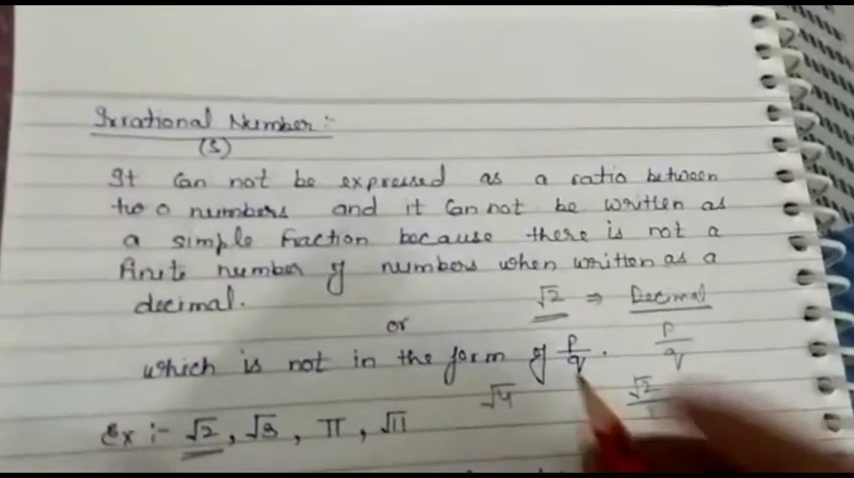 Irrational Number :-
(S)
It can not be expressed as a ratio between
two numbers and it can not be written as
a simple fraction because there is not a
finite number of numbers when written as a
decimal. √2 ⇒ Decimal
or
which is not in the form of p/q. p/q
√4 √2
Ex :- √2, √3, π, √11